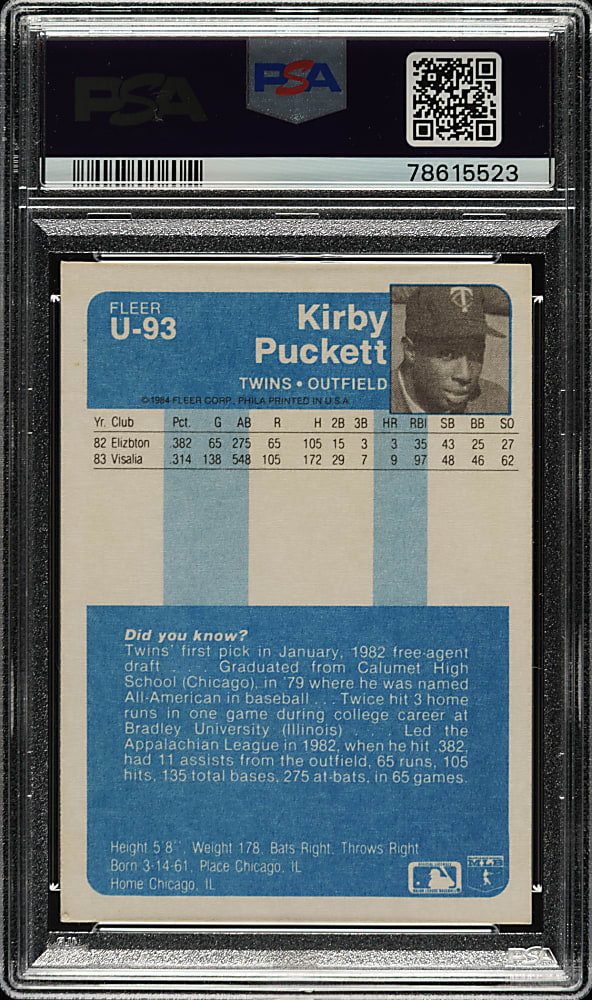 PSA
PSA
78615523
FLEER
U-93
Kirby
Puckett
TWINS • OUTFIELD
© 1984 FLEER CORP. PHILA PRINTED IN U.S.A.
Yr. Club Pct. G AB R H 2B 3B HR RBI SB BB SO
82 Elizbton .382 65 275 65 105 15 3 3 35 43 25 27
83 Visalia .314 138 548 105 172 29 7 9 97 48 46 62
Did you know?
Twins' first pick in January, 1982 free-agent
draft . . . Graduated from Calumet High
School (Chicago), in '79 where he was named
All-American in baseball . . . Twice hit 3 home
runs in one game during college career at
Bradley University (Illinois) . . . Led the
Appalachian League in 1982, when he hit .382,
had 11 assists from the outfield, 65 runs, 105
hits, 135 total bases, 275 at-bats, in 65 games.
Height 5'8", Weight 178, Bats Right, Throws Right
Born 3-14-61, Place Chicago, IL
Home Chicago, IL
MLB
PSA